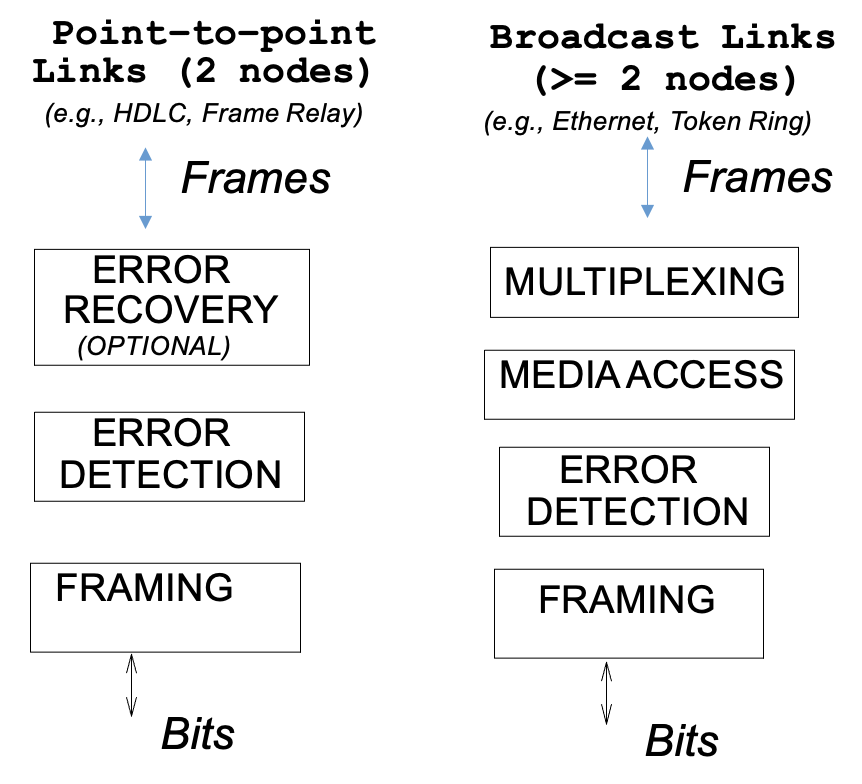 Point-to-point
Links (2 nodes)
(e.g., HDLC, Frame Relay)
Frames
ERROR
RECOVERY
(OPTIONAL)
ERROR
DETECTION
FRAMING
Bits
Broadcast Links
(>= 2 nodes)
(e.g., Ethernet, Token Ring)
Frames
MULTIPLEXING
MEDIA ACCESS
ERROR
DETECTION
FRAMING
Bits